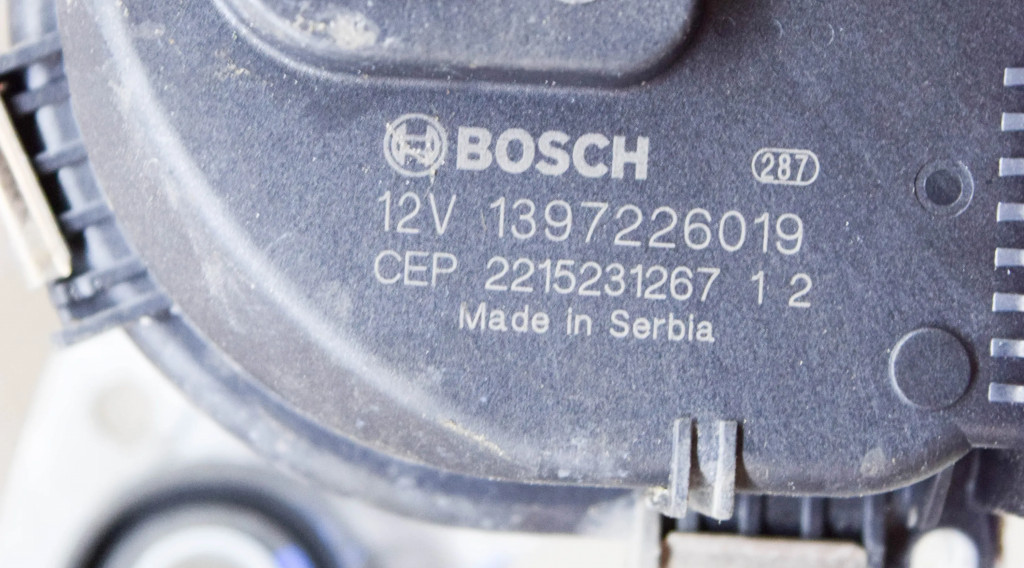 BOSCH 287
12V 1397226019
CEP 2215231267 1 2
Made in Serbia